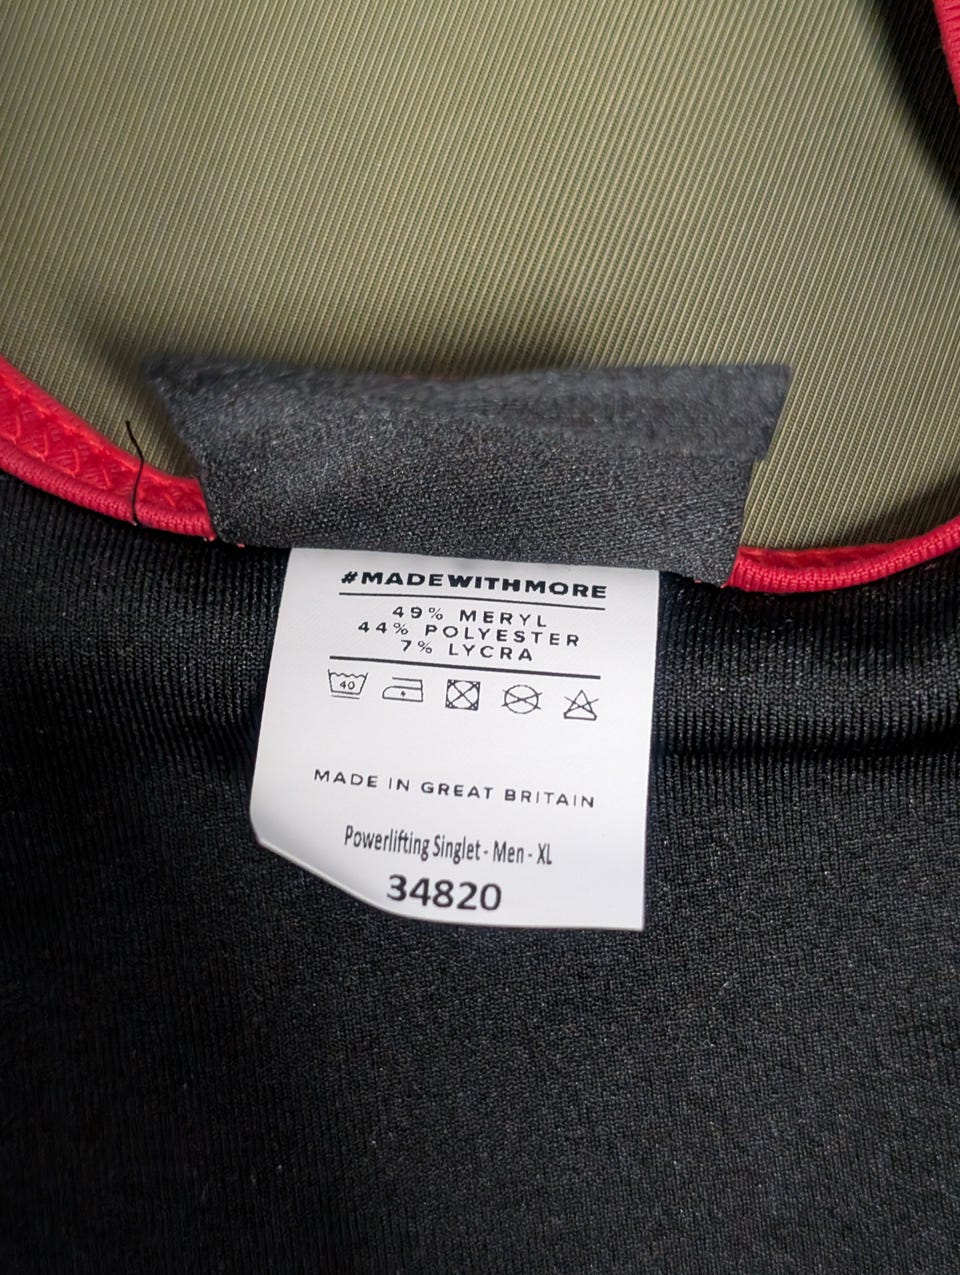 #MADEWITHMORE
49% MERYL
44% POLYESTER
7% LYCRA
40
MADE IN GREAT BRITAIN
Powerlifting Singlet - Men - XL
34820